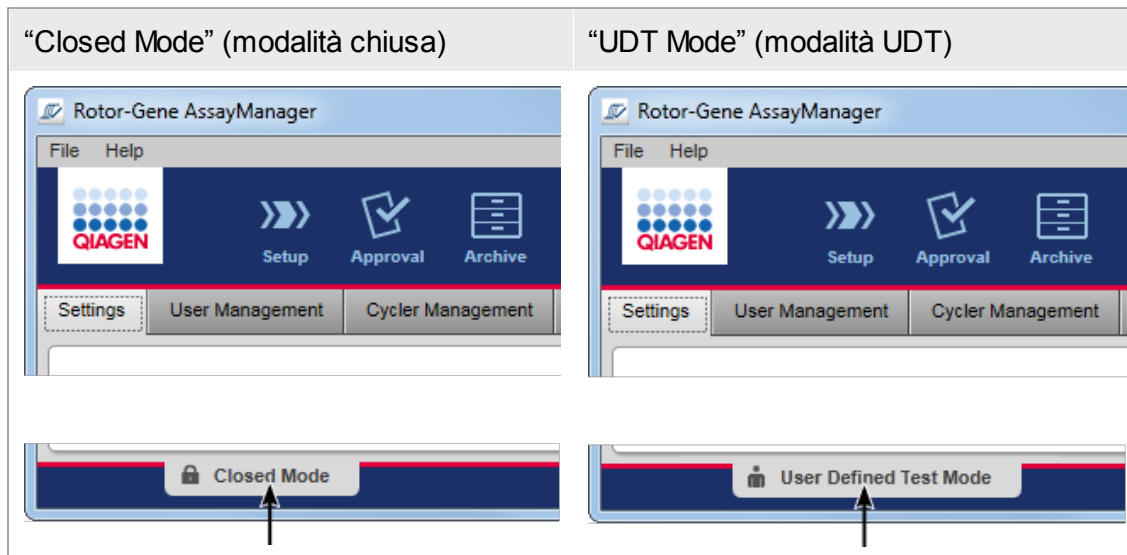 “Closed Mode” (modalità chiusa)
“UDT Mode” (modalità UDT)
Rotor-Gene AssayManager
File Help
QIAGEN
Setup Approval Archive
Settings User Management Cycler Management
Closed Mode
Rotor-Gene AssayManager
File Help
QIAGEN
Setup Approval Archive
Settings User Management Cycler Management
User Defined Test Mode